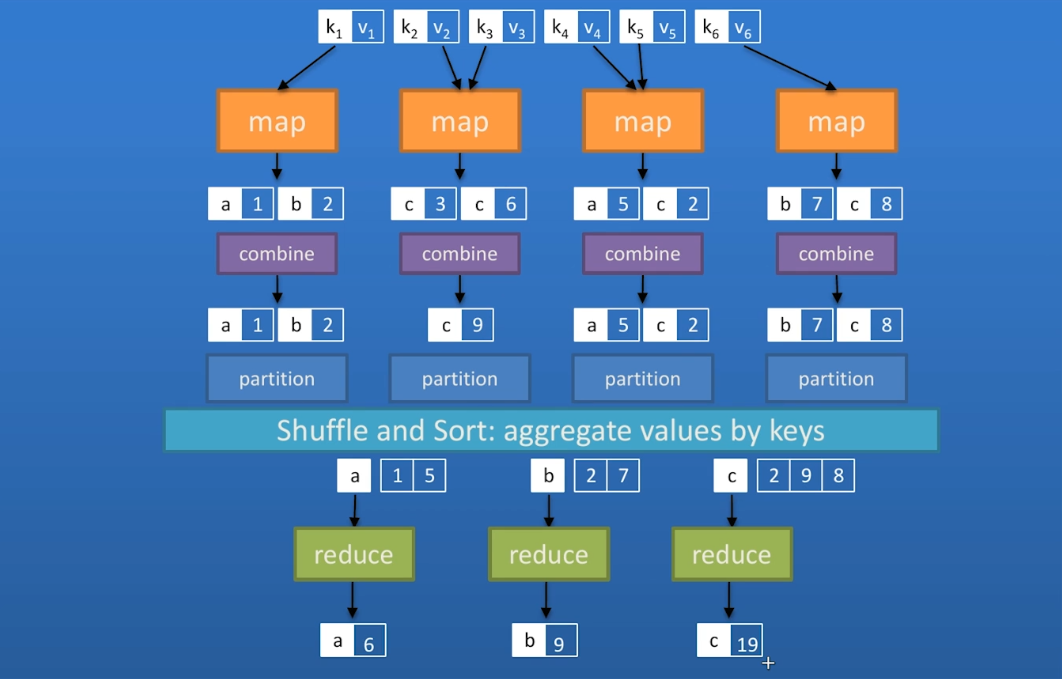 k₁ v₁ k₂ v₂ k₃ v₃ k₄ v₄ k₅ v₅ k₆ v₆
map map map map
a 1 b 2 c 3 c 6 a 5 c 2 b 7 c 8
combine combine combine combine
a 1 b 2 c 9 a 5 c 2 b 7 c 8
partition partition partition partition
Shuffle and Sort: aggregate values by keys
a 1 5 b 2 7 c 2 9 8
reduce reduce reduce
a 6 b 9 c 19